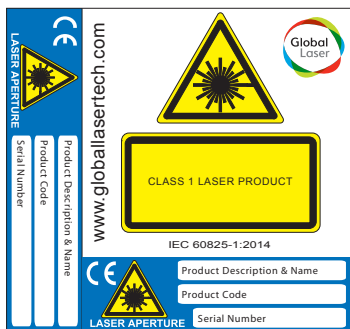 CE
LASER APERTURE
Product Description & Name
Product Code
Serial Number
www.globallasertech.com
Global
Laser
CLASS 1 LASER PRODUCT
IEC 60825-1:2014
CE
LASER APERTURE
Product Description & Name
Product Code
Serial Number